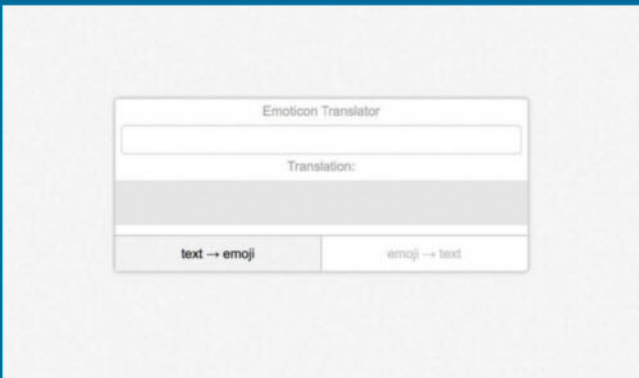 Emoticon Translator
Translation:
text → emoji
emoji → text